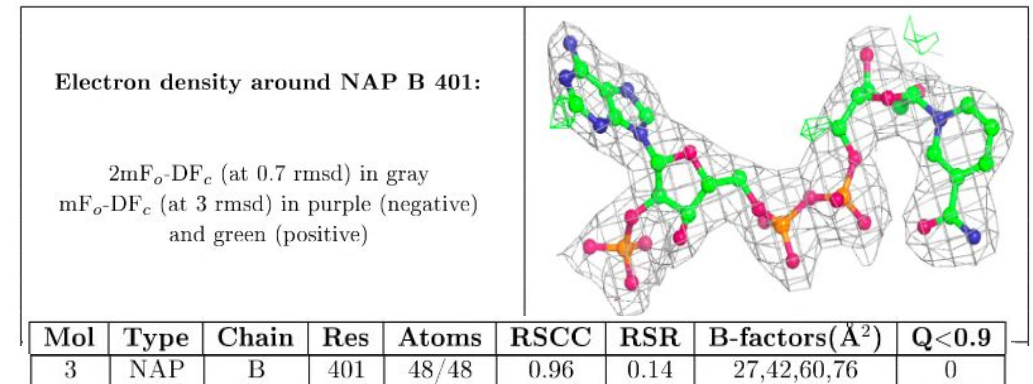 Electron density around NAP B 401:
2mFₒ-DF꜀ (at 0.7 rmsd) in gray
mFₒ-DF꜀ (at 3 rmsd) in purple (negative)
and green (positive)
Mol Type Chain Res Atoms RSCC RSR B-factors(Å²) Q<0.9
3 NAP B 401 48/48 0.96 0.14 27,42,60,76 0